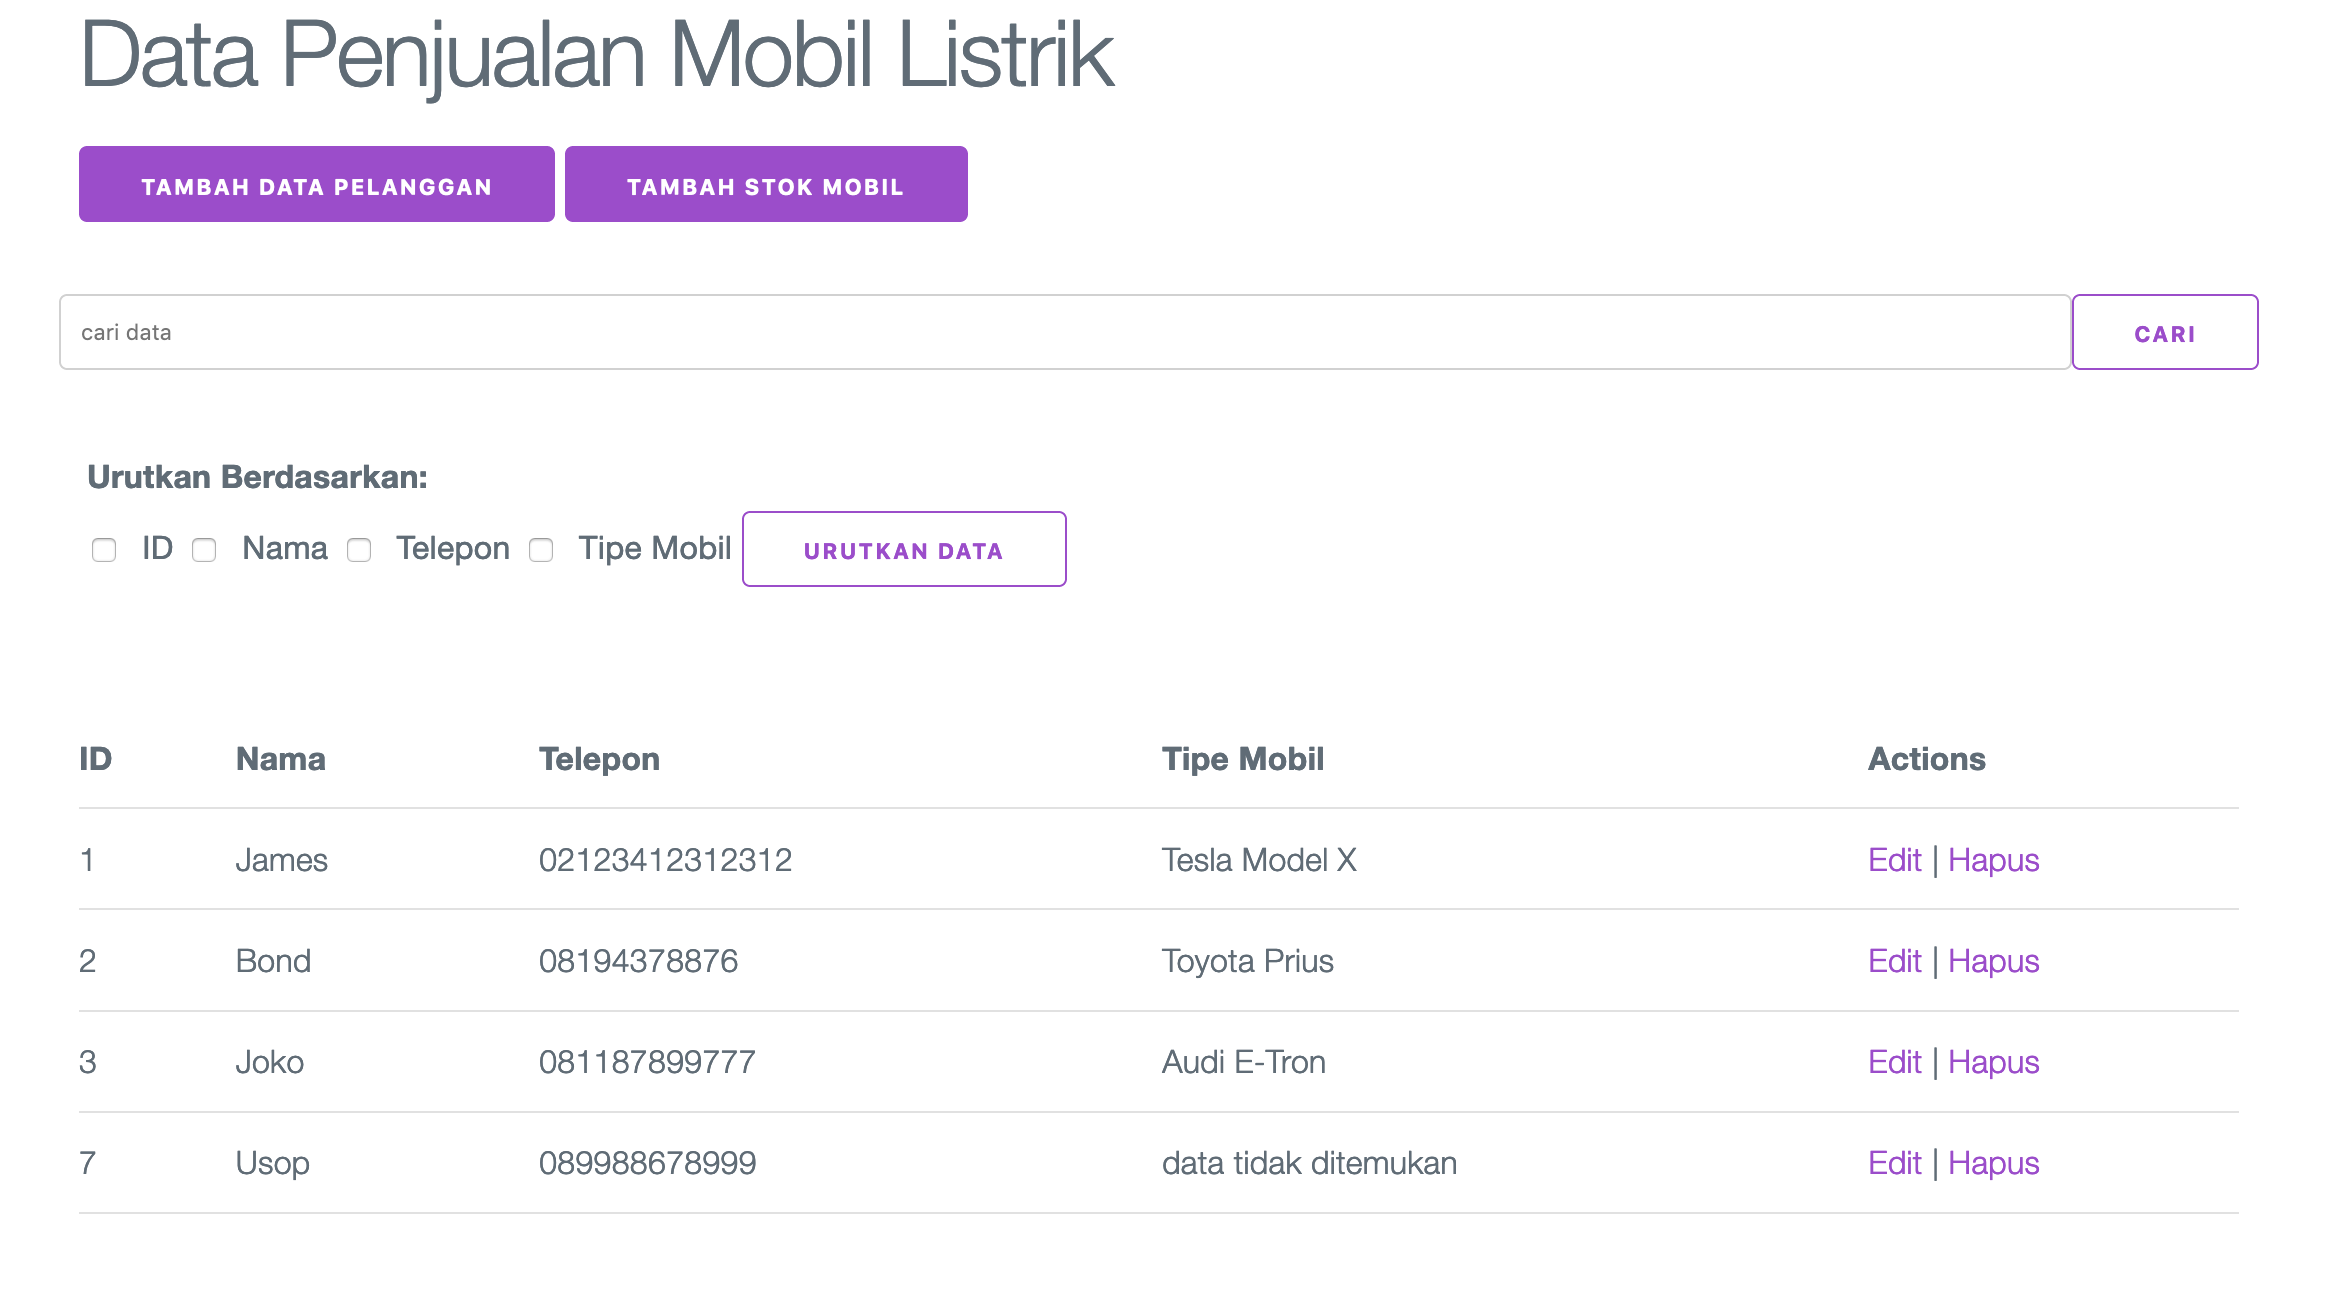 Data Penjualan Mobil Listrik
TAMBAH DATA PELANGGAN TAMBAH STOK MOBIL
cari data CARI
Urutkan Berdasarkan:
ID Nama Telepon Tipe Mobil URUTKAN DATA
ID Nama Telepon Tipe Mobil Actions
1 James 02123412312312 Tesla Model X Edit | Hapus
2 Bond 08194378876 Toyota Prius Edit | Hapus
3 Joko 081187899777 Audi E-Tron Edit | Hapus
7 Usop 089988678999 data tidak ditemukan Edit | Hapus